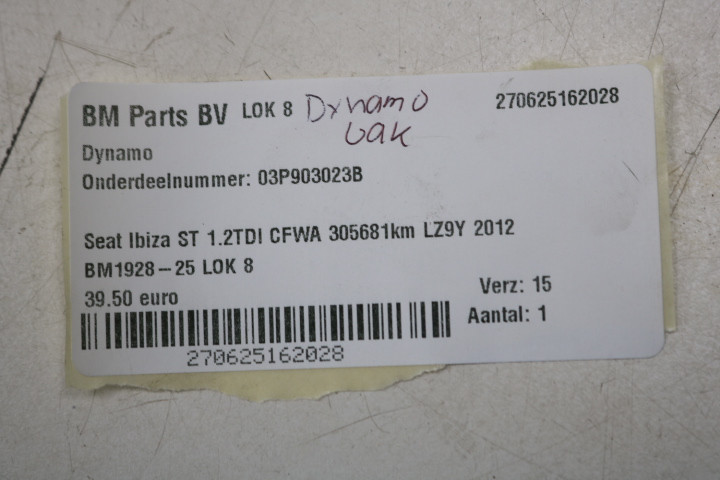 BM Parts BV LOK 8 Dynamo 270625162028
bak
Dynamo
Onderdeelnummer: 03P903023B
Seat Ibiza ST 1.2TDI CFWA 305681km LZ9Y 2012
BM1928-25 LOK 8
39.50 euro Verz: 15
Aantal: 1
270625162028